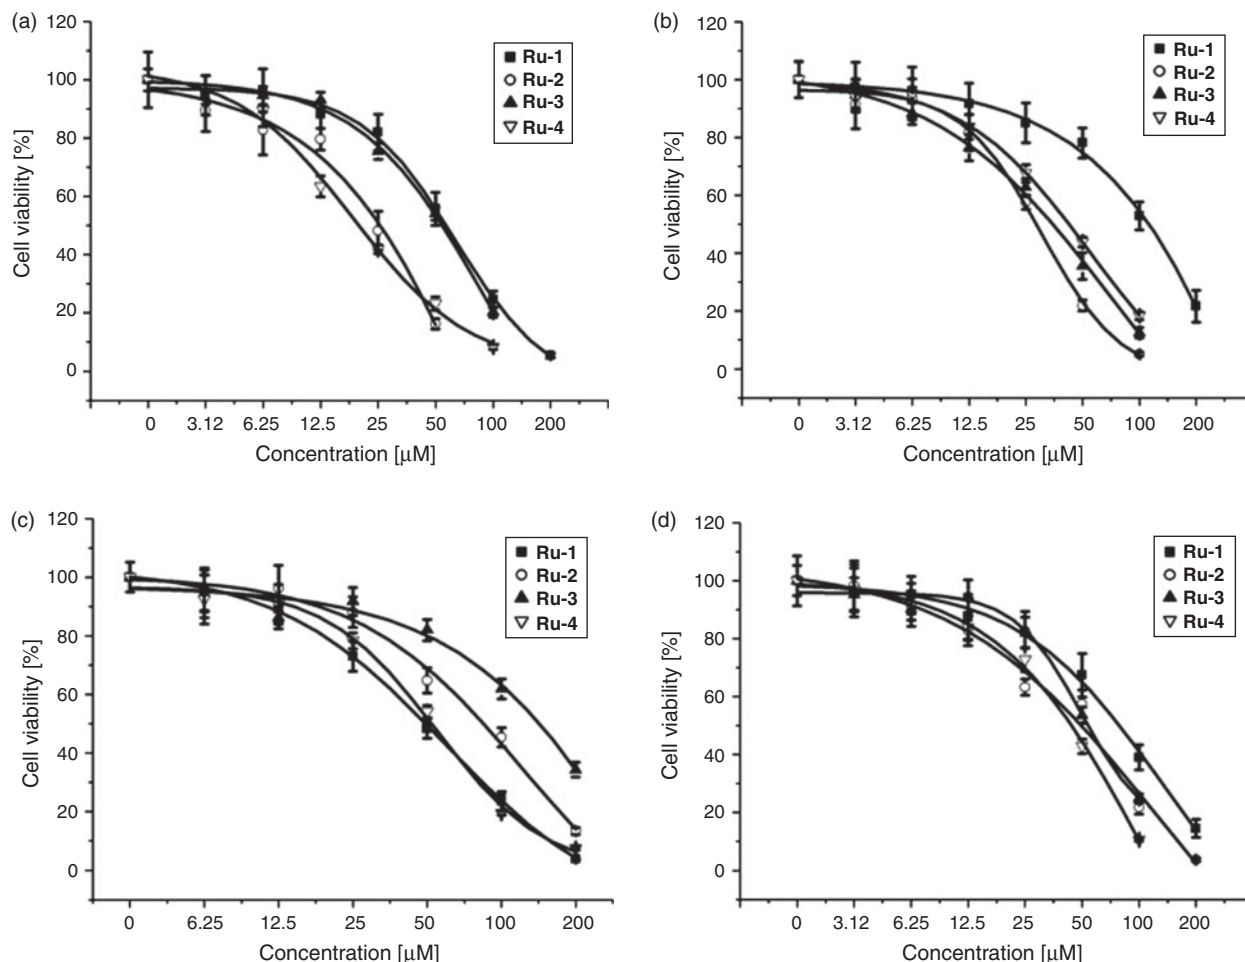 (a)
120
100
80
60
40
20
0
Cell viability [%]
Ru-1
Ru-2
Ru-3
Ru-4
0 3.12 6.25 12.5 25 50 100 200
Concentration [μM]
(b)
120
100
80
60
40
20
0
Cell viability [%]
Ru-1
Ru-2
Ru-3
Ru-4
0 3.12 6.25 12.5 25 50 100 200
Concentration [μM]
(c)
120
100
80
60
40
20
0
Cell viability [%]
Ru-1
Ru-2
Ru-3
Ru-4
0 6.25 12.5 25 50 100 200
Concentration [μM]
(d)
120
100
80
60
40
20
0
Cell viability [%]
Ru-1
Ru-2
Ru-3
Ru-4
0 3.12 6.25 12.5 25 50 100 200
Concentration [μM]